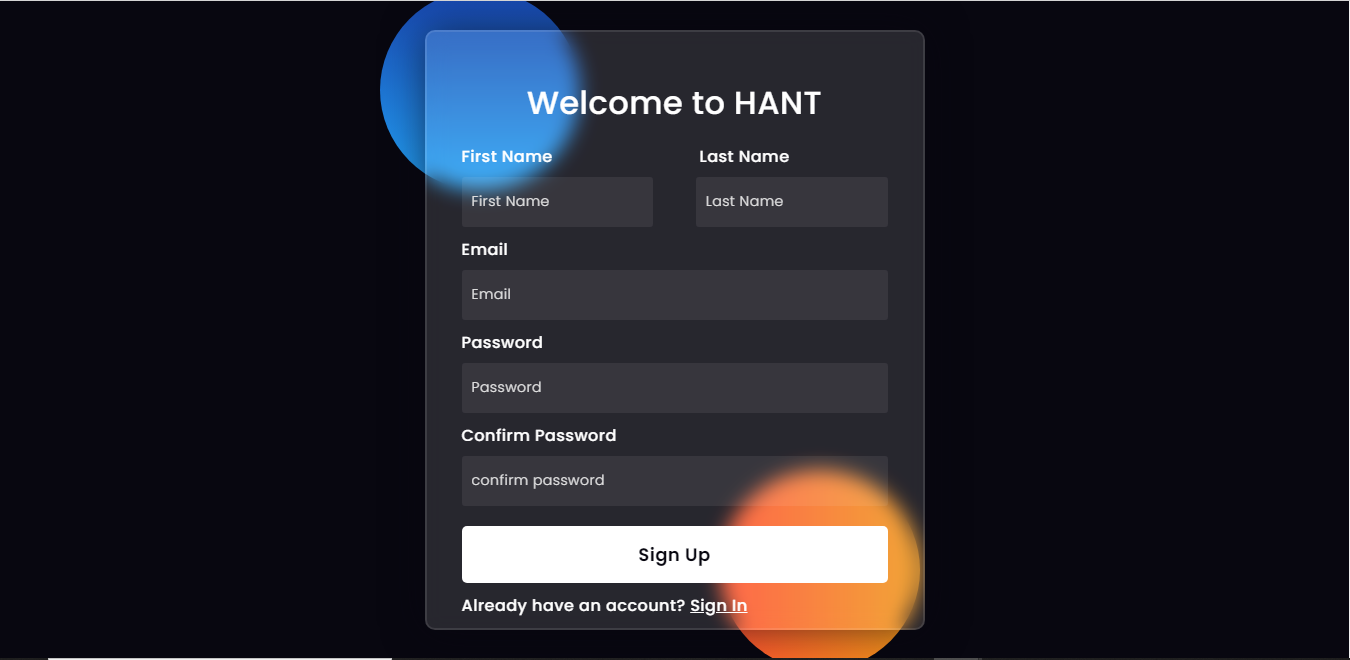 Welcome to HANT
First Name Last Name
First Name Last Name
Email
Email
Password
Password
Confirm Password
confirm password
Sign Up
Already have an account? Sign In